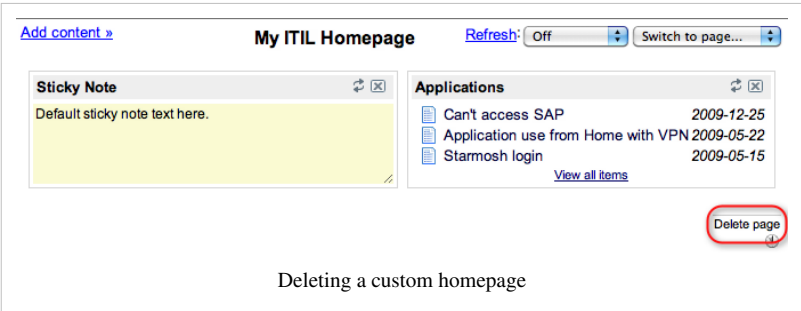 Add content »
My ITIL Homepage
Refresh: Off
Switch to page...
Sticky Note
Default sticky note text here.
Applications
Can't access SAP 2009-12-25
Application use from Home with VPN 2009-05-22
Starmosh login 2009-05-15
View all items
Delete page
Deleting a custom homepage